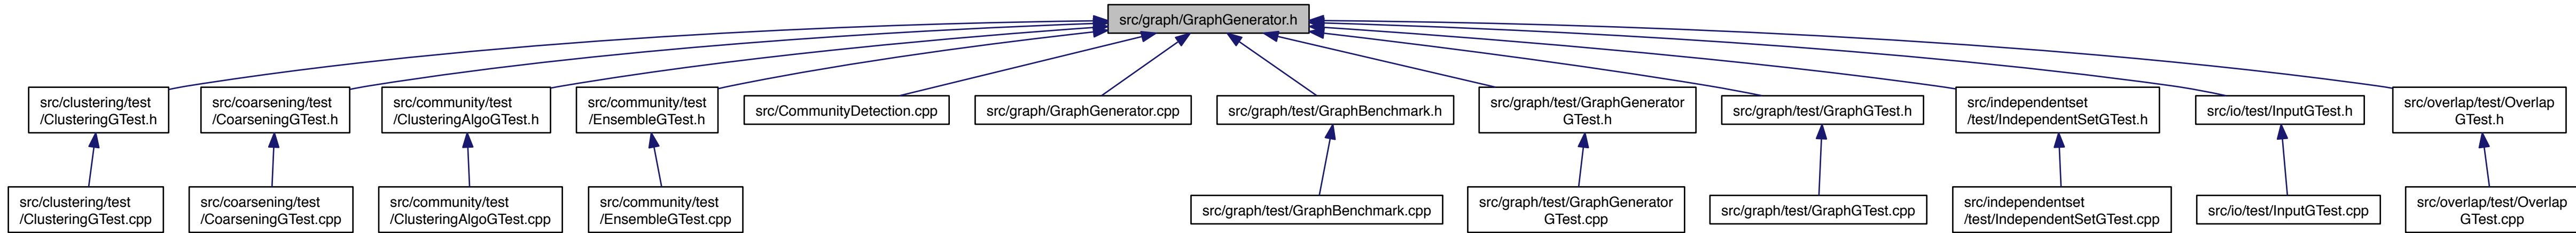 src/graph/GraphGenerator.h
src/clustering/test
/ClusteringGTest.h
src/coarsening/test
/CoarseningGTest.h
src/community/test
/ClusteringAlgoGTest.h
src/community/test
/EnsembleGTest.h
src/CommunityDetection.cpp
src/graph/GraphGenerator.cpp
src/graph/test/GraphBenchmark.h
src/graph/test/GraphGenerator
GTest.h
src/graph/test/GraphGTest.h
src/independentset
/test/IndependentSetGTest.h
src/io/test/InputGTest.h
src/overlap/test/Overlap
GTest.h
src/clustering/test
/ClusteringGTest.cpp
src/coarsening/test
/CoarseningGTest.cpp
src/community/test
/ClusteringAlgoGTest.cpp
src/community/test
/EnsembleGTest.cpp
src/graph/test/GraphBenchmark.cpp
src/graph/test/GraphGenerator
GTest.cpp
src/graph/test/GraphGTest.cpp
src/independentset
/test/IndependentSetGTest.cpp
src/io/test/InputGTest.cpp
src/overlap/test/Overlap
GTest.cpp